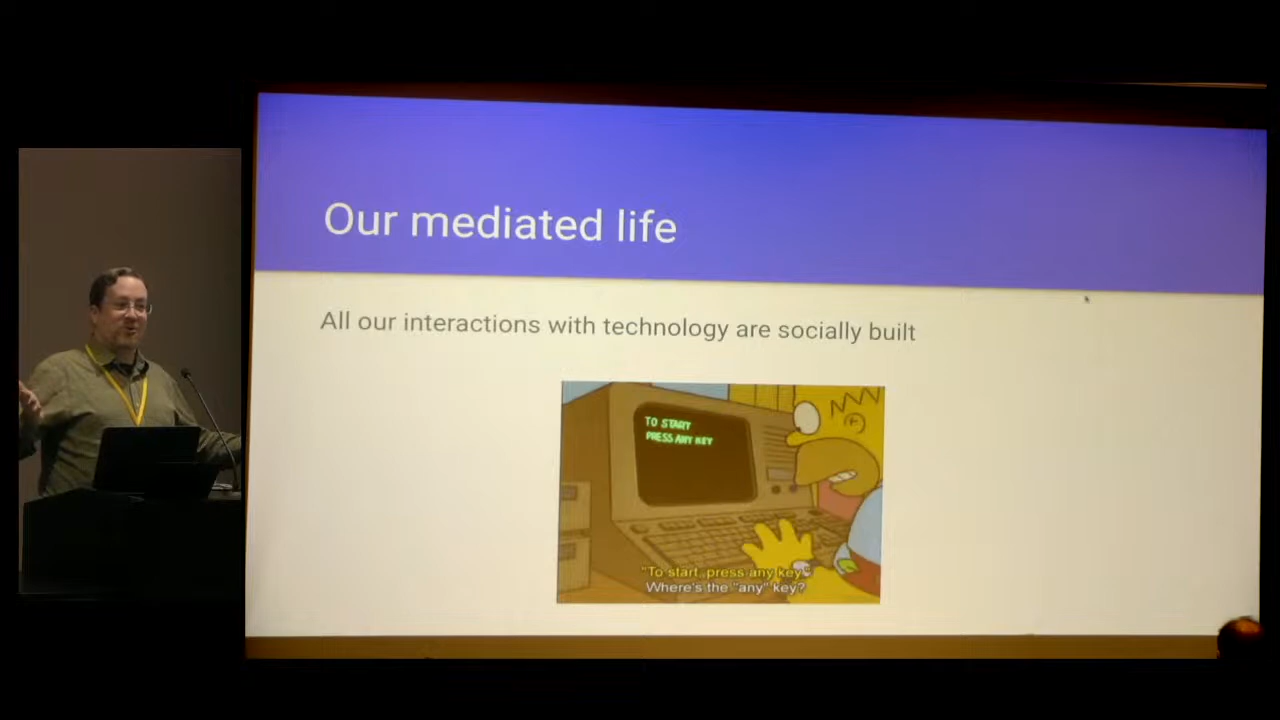 Our mediated life
All our interactions with technology are socially built
TO START
PRESS ANY KEY
"To start, press any key".
Where's the "any" key?